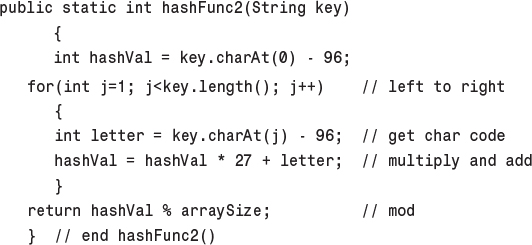 public static int hashFunc2(String key)
{
int hashVal = key.charAt(0) - 96;
for(int j=1; j<key.length(); j++) // left to right
{
int letter = key.charAt(j) - 96; // get char code
hashVal = hashVal * 27 + letter; // multiply and add
}
return hashVal % arraySize; // mod
} // end hashFunc2()